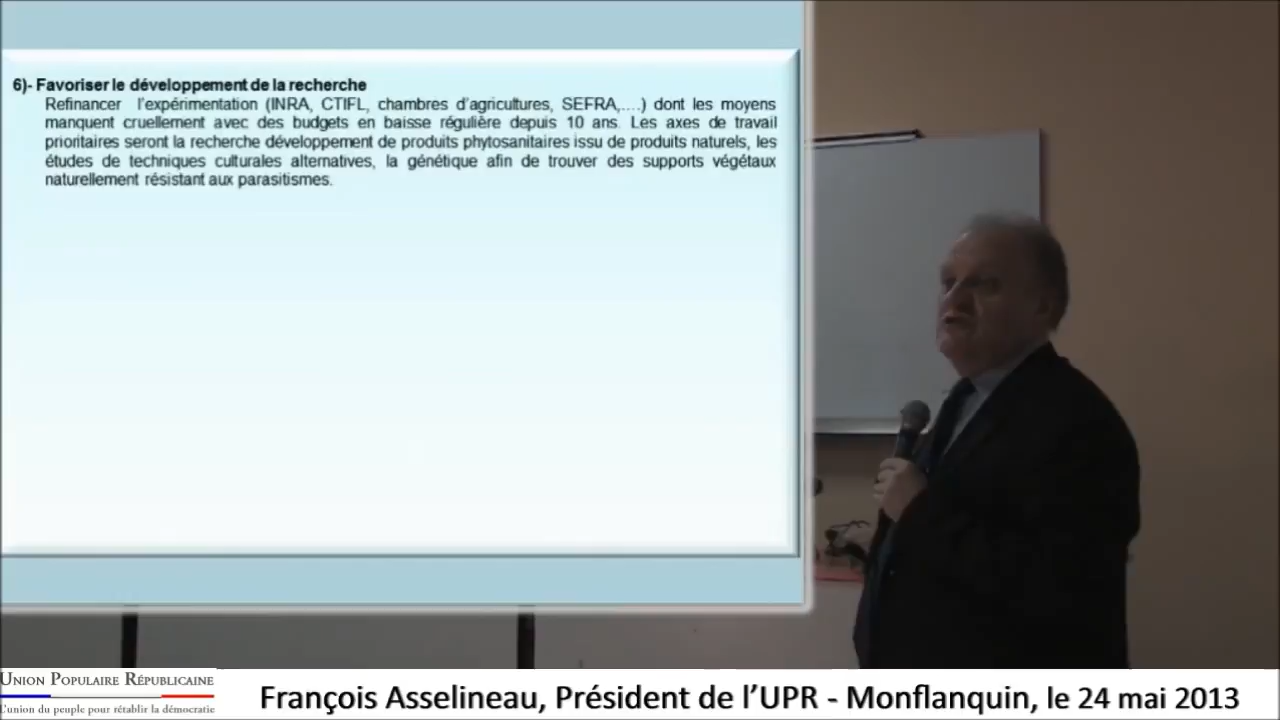 6)- Favoriser le développement de la recherche
Refinancer l'expérimentation (INRA, CTIFL, chambres d'agricultures, SEFRA,....) dont les moyens
manquent cruellement avec des budgets en baisse régulière depuis 10 ans. Les axes de travail
prioritaires seront la recherche développement de produits phytosanitaires issu de produits naturels, les
études de techniques culturales alternatives, la génétique afin de trouver des supports végétaux
naturellement résistant aux parasitismes.
UNION POPULAIRE RÉPUBLICAINE
L'union du peuple pour rétablir la démocratie
François Asselineau, Président de l'UPR - Monflanquin, le 24 mai 2013